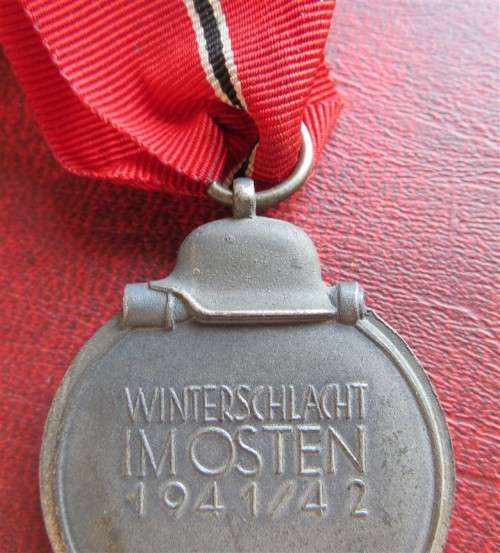 WINTERSCHLACHT
IM OSTEN
1941/42